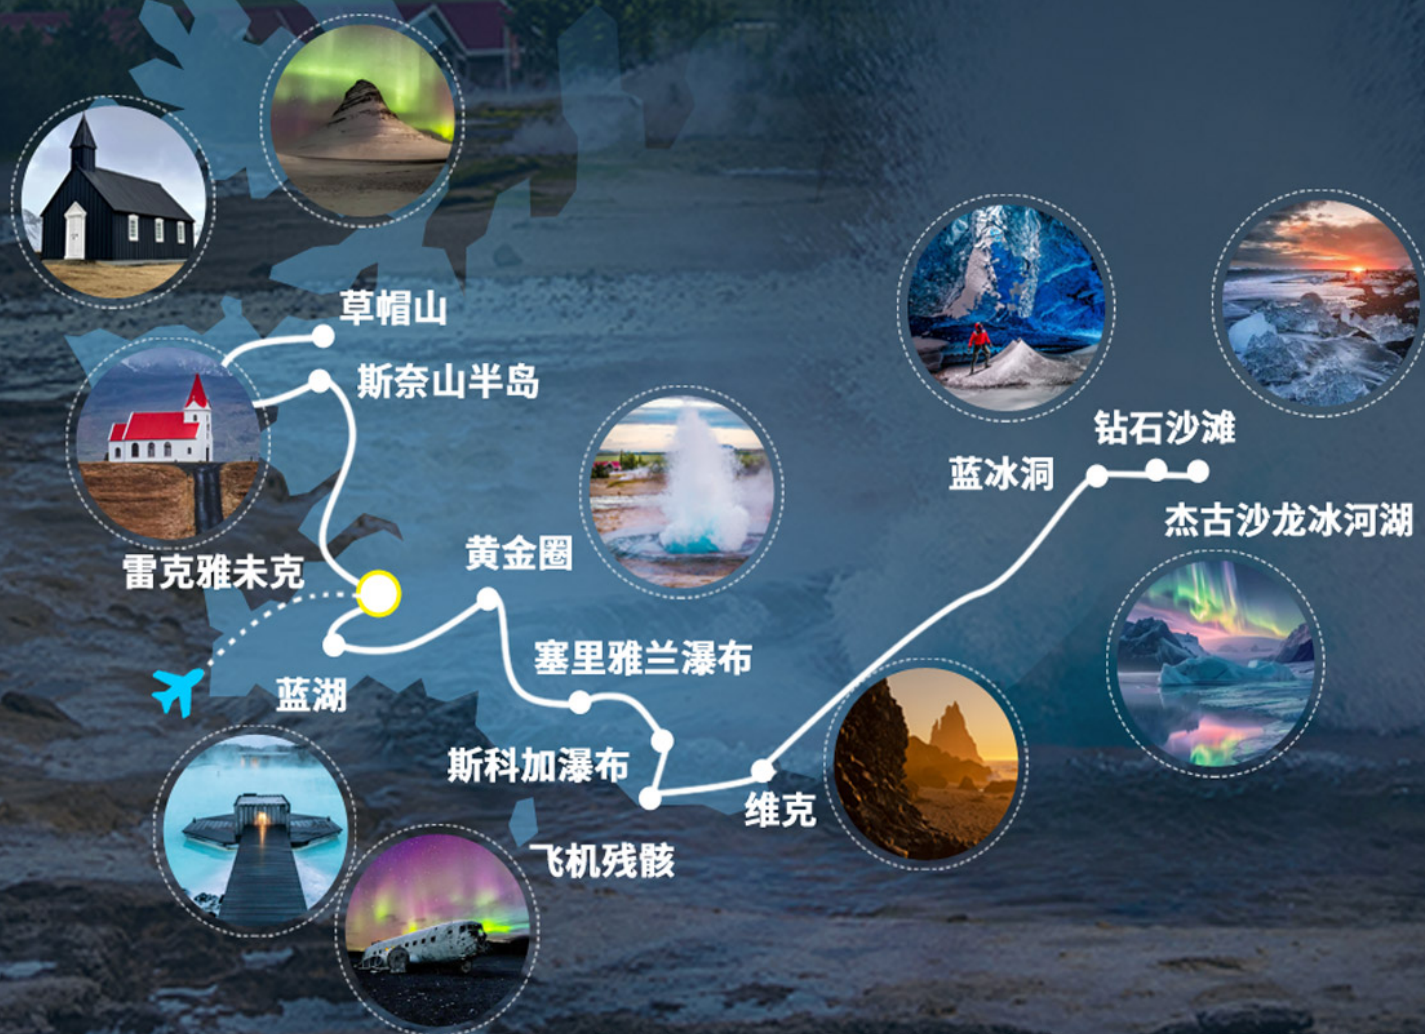 草帽山
斯奈山半岛
钻石沙滩
蓝冰洞
杰古沙龙冰河湖
黄金圈
雷克雅未克
塞里雅兰瀑布
蓝湖
斯科加瀑布
维克
飞机残骸